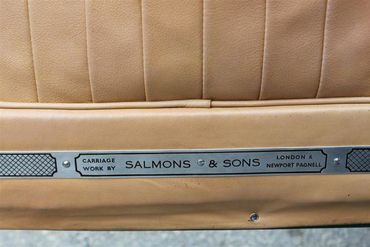 CARRIAGE
WORK BY
SALMONS & SONS
LONDON &
NEWPORT PAGNELL